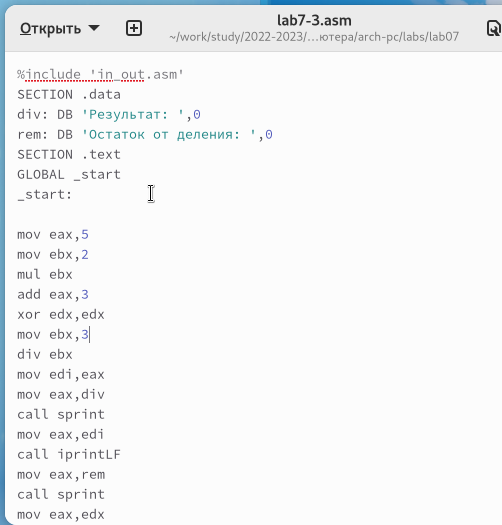 Открыть
lab7-3.asm
~/work/study/2022-2023/...ютера/arch-pc/labs/lab07
%include 'in_out.asm'
SECTION .data
div: DB 'Результат: ',0
rem: DB 'Остаток от деления: ',0
SECTION .text
GLOBAL _start
_start:
mov eax,5
mov ebx,2
mul ebx
add eax,3
xor edx,edx
mov ebx,3
div ebx
mov edi,eax
mov eax,div
call sprint
mov eax,edi
call iprintLF
mov eax,rem
call sprint
mov eax,edx